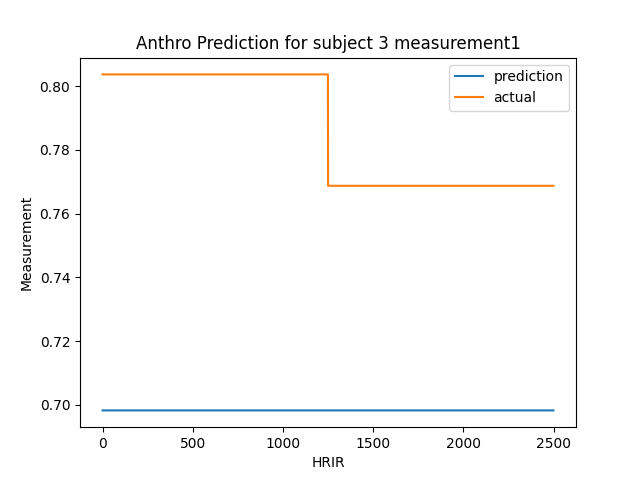 Anthro Prediction for subject 3 measurement1
prediction
actual
Measurement
0.80
0.78
0.76
0.74
0.72
0.70
0
500
1000
1500
2000
2500
HRIR